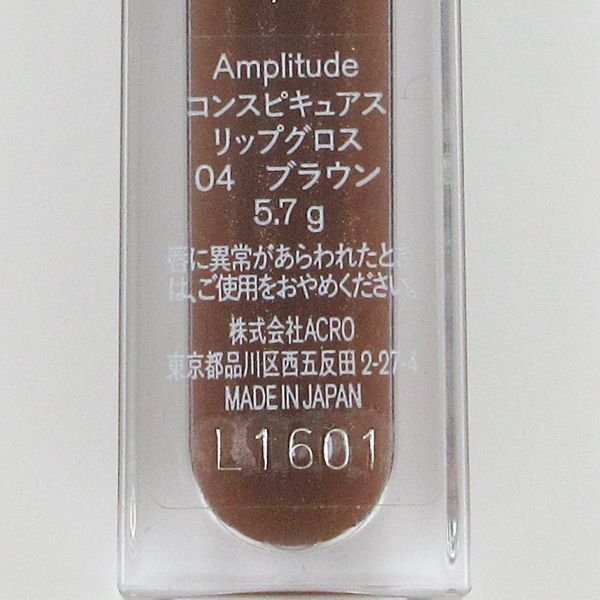 Amplitude
コンスピキュアス
リップグロス
04　ブラウン
5.7 g
唇に異常があらわれたとき
は、ご使用をおやめください。
株式会社ACRO
東京都品川区西五反田2-27-4
MADE IN JAPAN
L1601